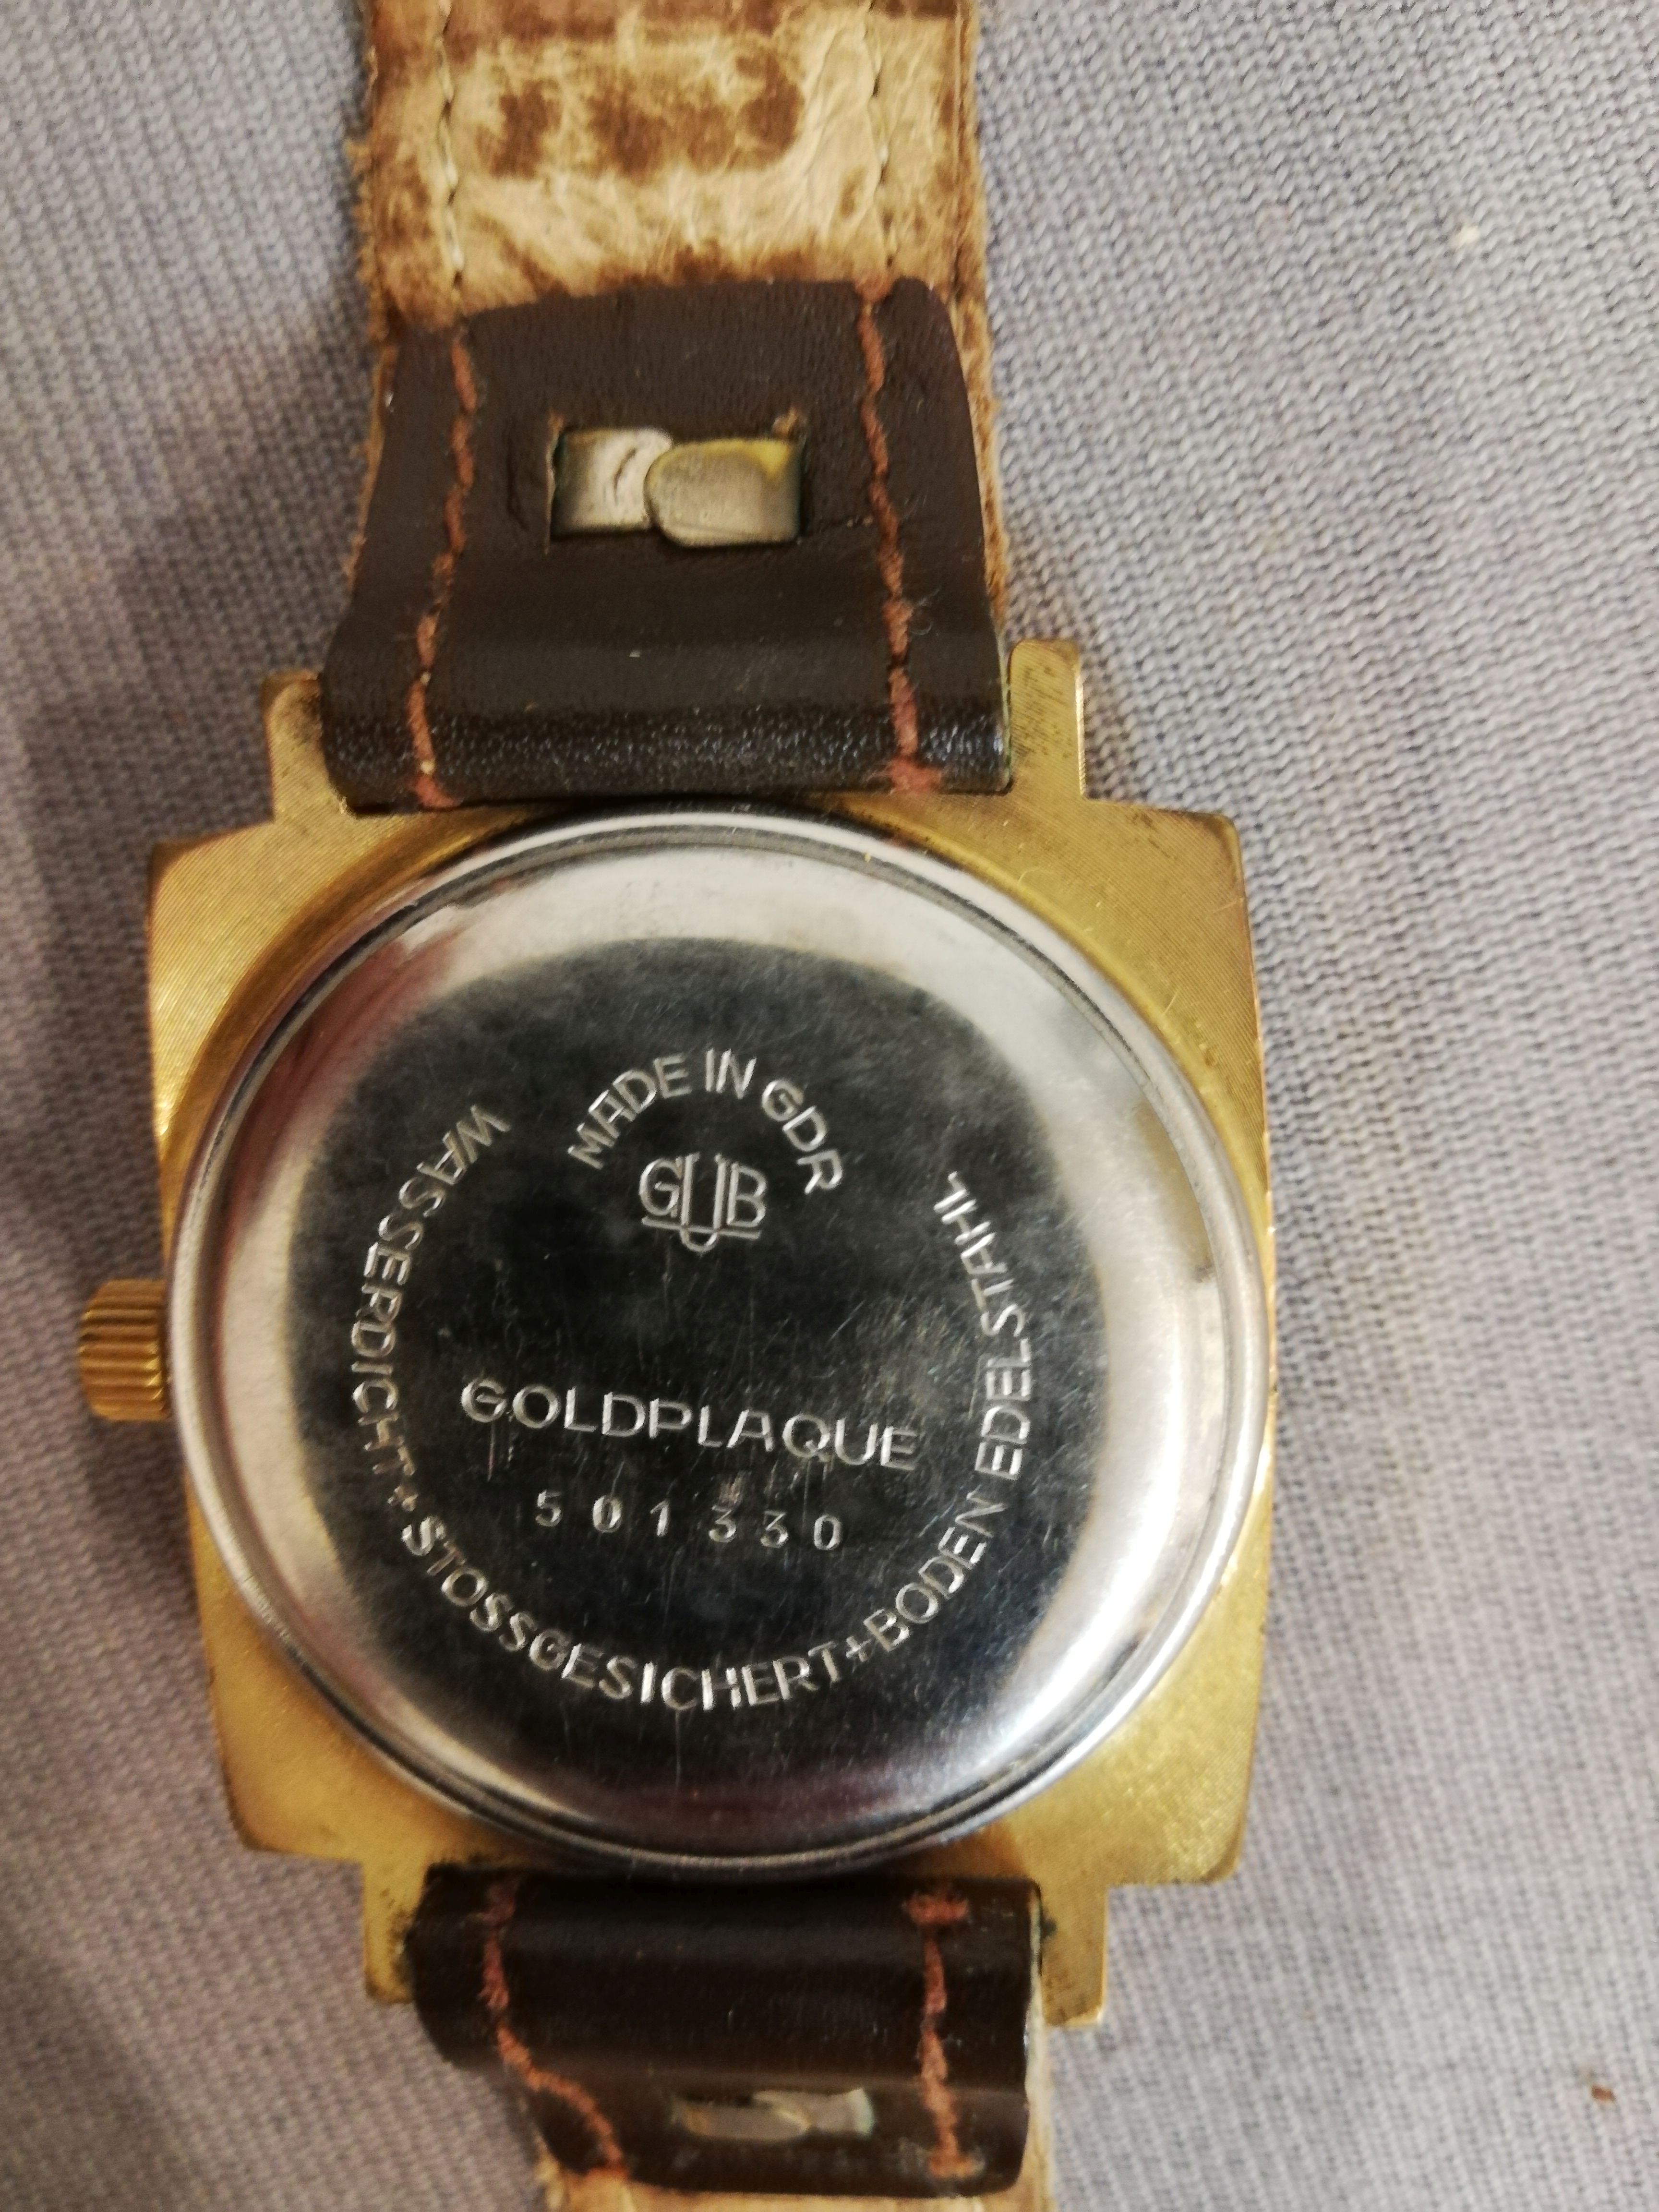 MADE IN GDR
GUB
GOLDPLAQUE
501330
WASSERDICHT + STOSSGESICHERT + BODEN EDELSTAHL